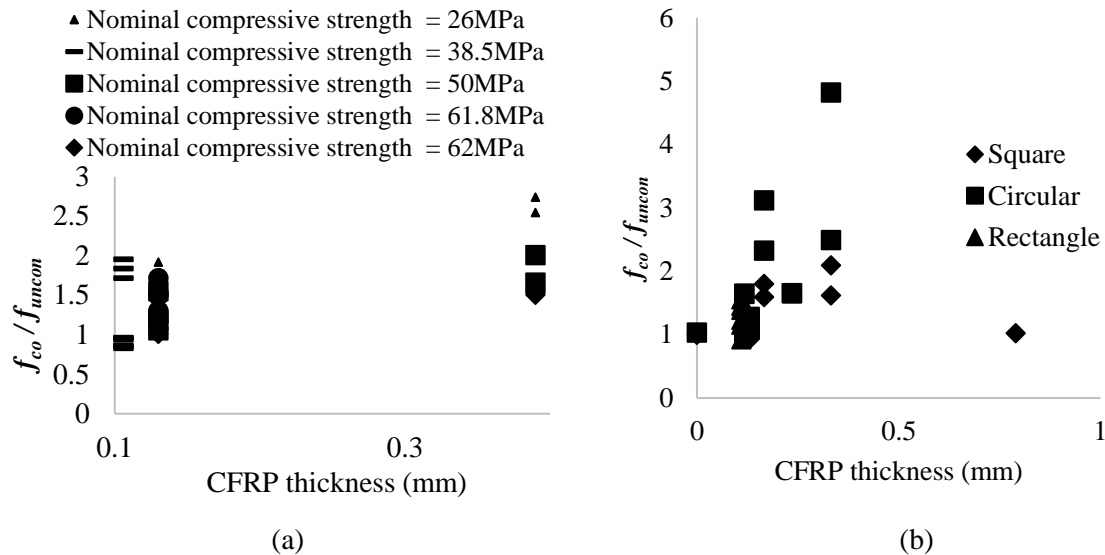 Nominal compressive strength = 26MPa
Nominal compressive strength = 38.5MPa
Nominal compressive strength = 50MPa
Nominal compressive strength = 61.8MPa
Nominal compressive strength = 62MPa
3
2.5
2
1.5
1
0.5
0
f_co / f_uncon
0.1
0.3
CFRP thickness (mm)
(a)
6
5
4
3
2
1
0
f_co / f_uncon
Square
Circular
Rectangle
0
0.5
1
CFRP thickness (mm)
(b)